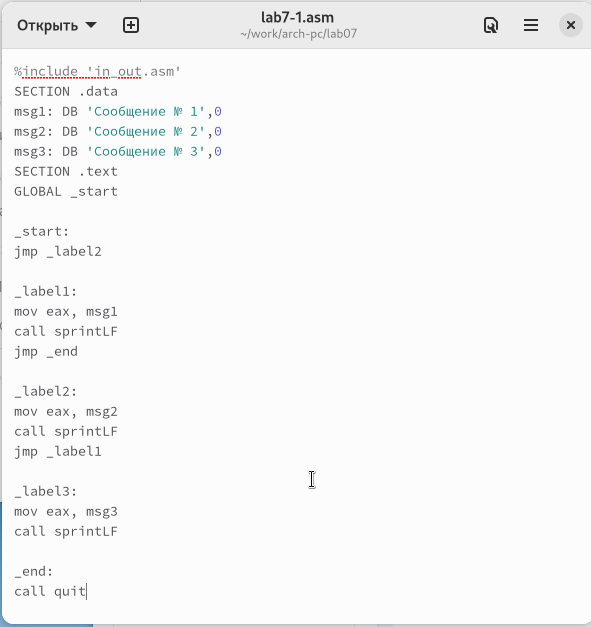 Открыть
lab7-1.asm
~/work/arch-pc/lab07
%include 'in_out.asm'
SECTION .data
msg1: DB 'Сообщение № 1',0
msg2: DB 'Сообщение № 2',0
msg3: DB 'Сообщение № 3',0
SECTION .text
GLOBAL _start
_start:
jmp _label2
_label1:
mov eax, msg1
call sprintLF
jmp _end
_label2:
mov eax, msg2
call sprintLF
jmp _label1
_label3:
mov eax, msg3
call sprintLF
_end:
call quit